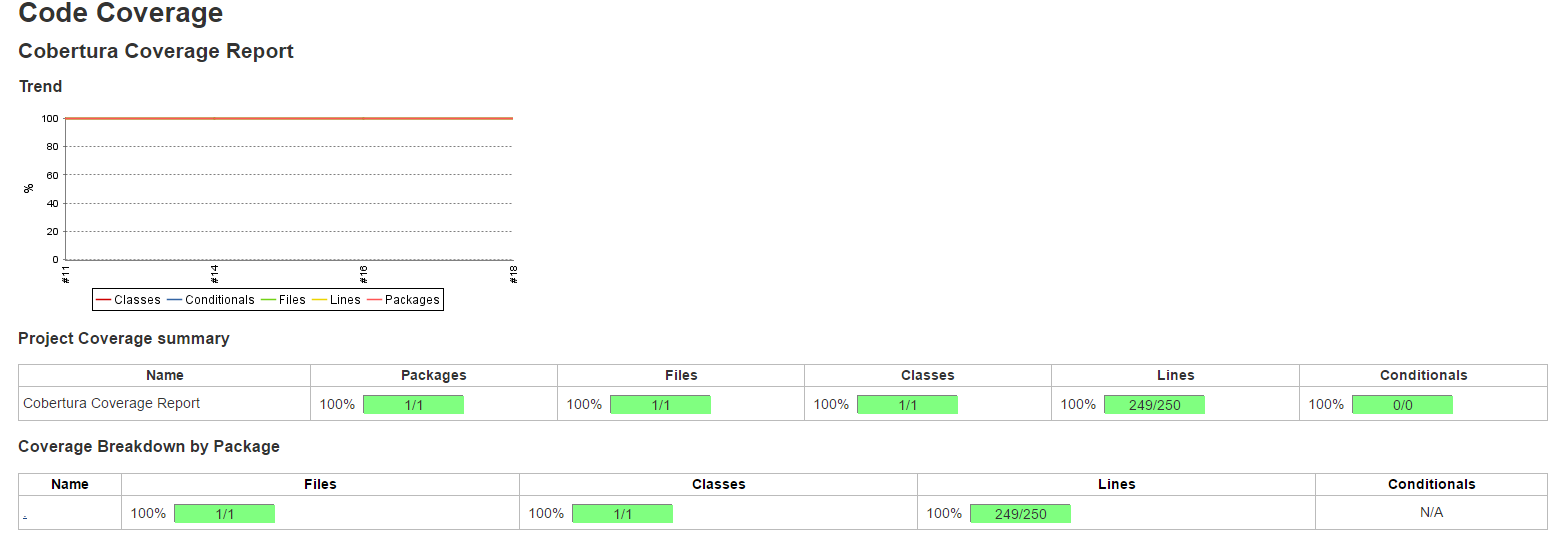 Code Coverage
Cobertura Coverage Report
Trend
100
80
60
40
20
0
%
#11 #14 #16 #18
Classes Conditionals Files Lines Packages
Project Coverage summary
Name Packages Files Classes Lines Conditionals
Cobertura Coverage Report 100% 1/1 100% 1/1 100% 1/1 100% 249/250 100% 0/0
Coverage Breakdown by Package
Name Files Classes Lines Conditionals
. 100% 1/1 100% 1/1 100% 249/250 N/A